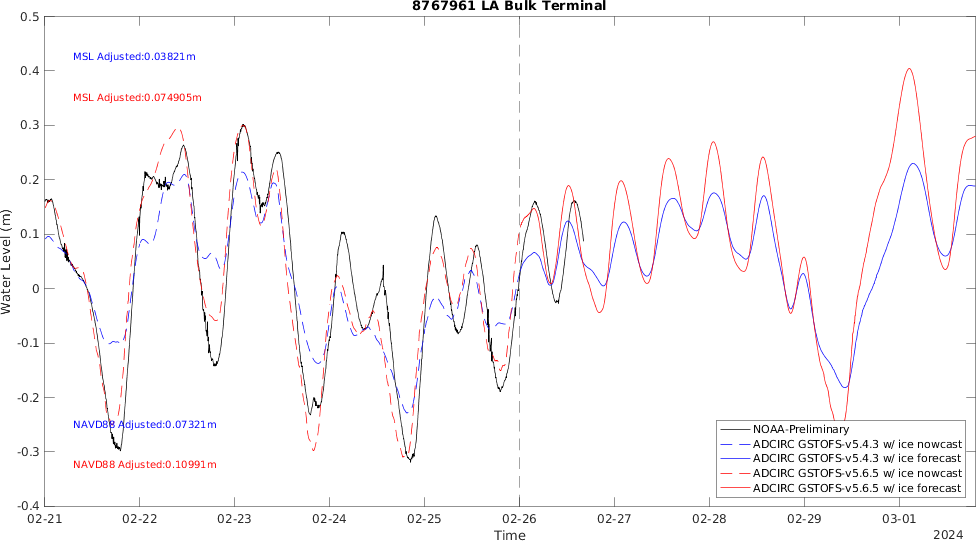 8767961 LA Bulk Terminal
0.5
0.4
0.3
0.2
0.1
0
-0.1
-0.2
-0.3
-0.4
Water Level (m)
MSL Adjusted:0.03821m
MSL Adjusted:0.074905m
NAVD88 Adjusted:0.07321m
NAVD88 Adjusted:0.10991m
NOAA-Preliminary
ADCIRC GSTOFS-v5.4.3 w/ ice nowcast
ADCIRC GSTOFS-v5.4.3 w/ ice forecast
ADCIRC GSTOFS-v5.6.5 w/ ice nowcast
ADCIRC GSTOFS-v5.6.5 w/ ice forecast
02-21 02-22 02-23 02-24 02-25 02-26 02-27 02-28 02-29 03-01
Time
2024